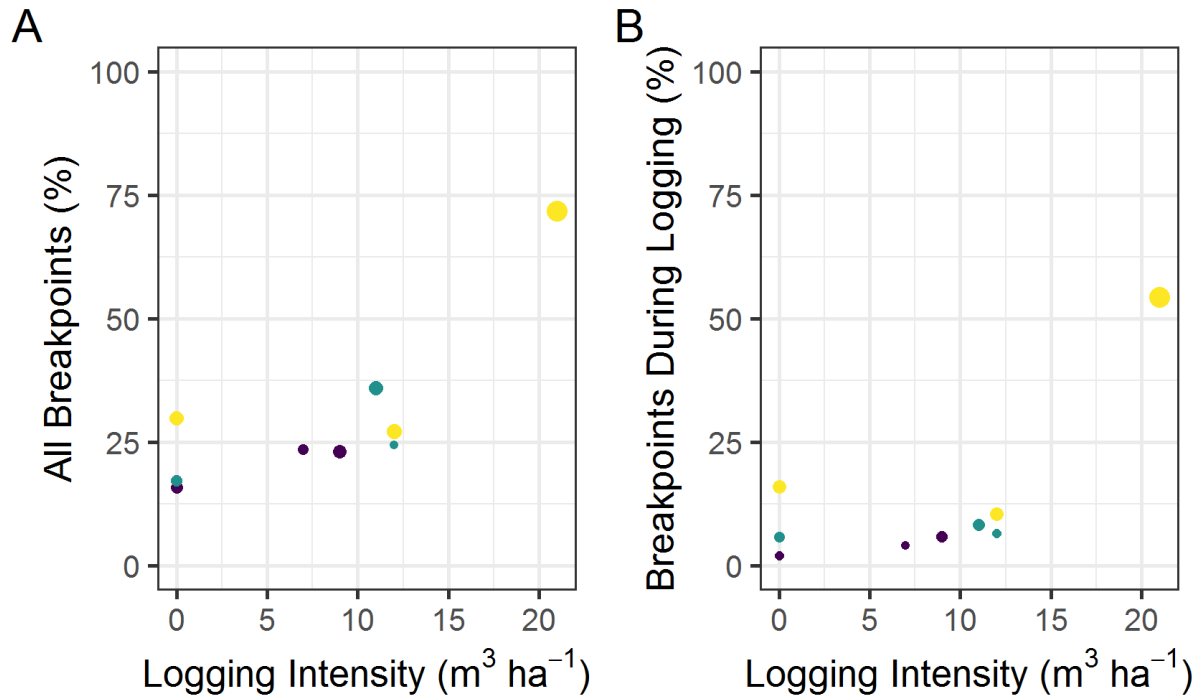 A
All Breakpoints (%)
100
75
50
25
0
0 5 10 15 20
Logging Intensity (m³ ha⁻¹)
B
Breakpoints During Logging (%)
100
75
50
25
0
0 5 10 15 20
Logging Intensity (m³ ha⁻¹)